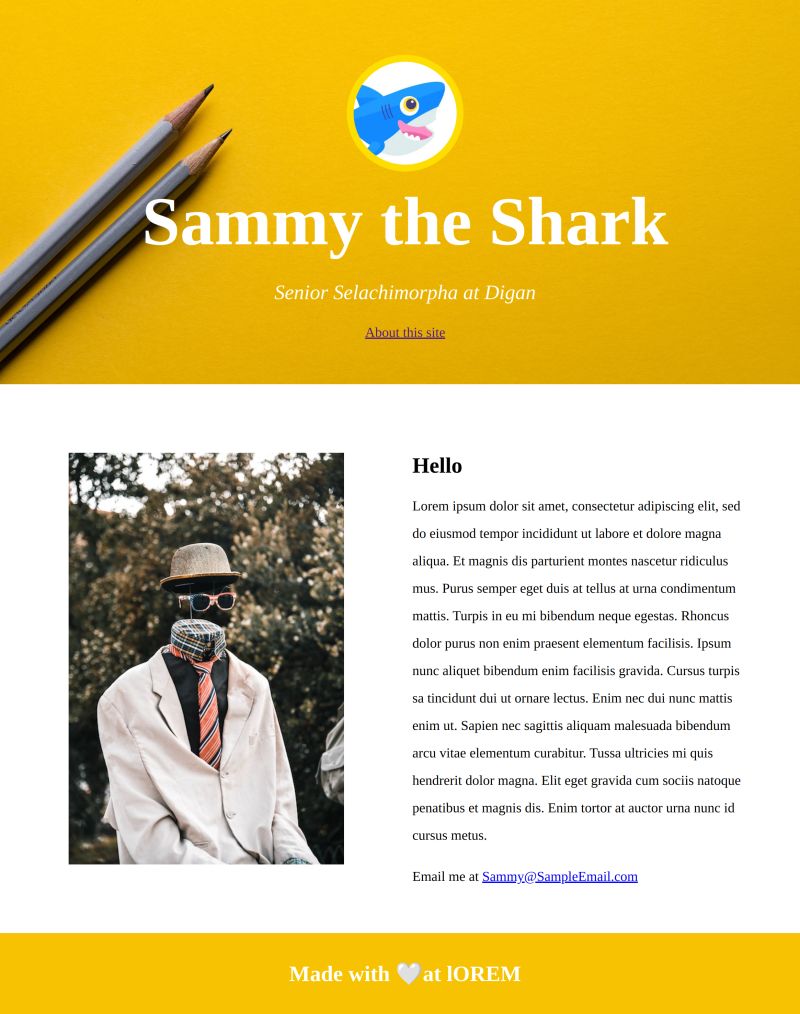 Sammy the Shark
Senior Selachimorpha at Digan
About this site
Hello
Lorem ipsum dolor sit amet, consectetur adipiscing elit, sed
do eiusmod tempor incididunt ut labore et dolore magna
aliqua. Et magnis dis parturient montes nascetur ridiculus
mus. Purus semper eget duis at tellus at urna condimentum
mattis. Turpis in eu mi bibendum neque egestas. Rhoncus
dolor purus non enim praesent elementum facilisis. Ipsum
nunc aliquet bibendum enim facilisis gravida. Cursus turpis
sa tincidunt dui ut ornare lectus. Enim nec dui nunc mattis
enim ut. Sapien nec sagittis aliquam malesuada bibendum
arcu vitae elementum curabitur. Tussa ultricies mi quis
hendrerit dolor magna. Elit eget gravida cum sociis natoque
penatibus et magnis dis. Enim tortor at auctor urna nunc id
cursus metus.
Email me at Sammy@SampleEmail.com
Made with 🤍 at lOREM